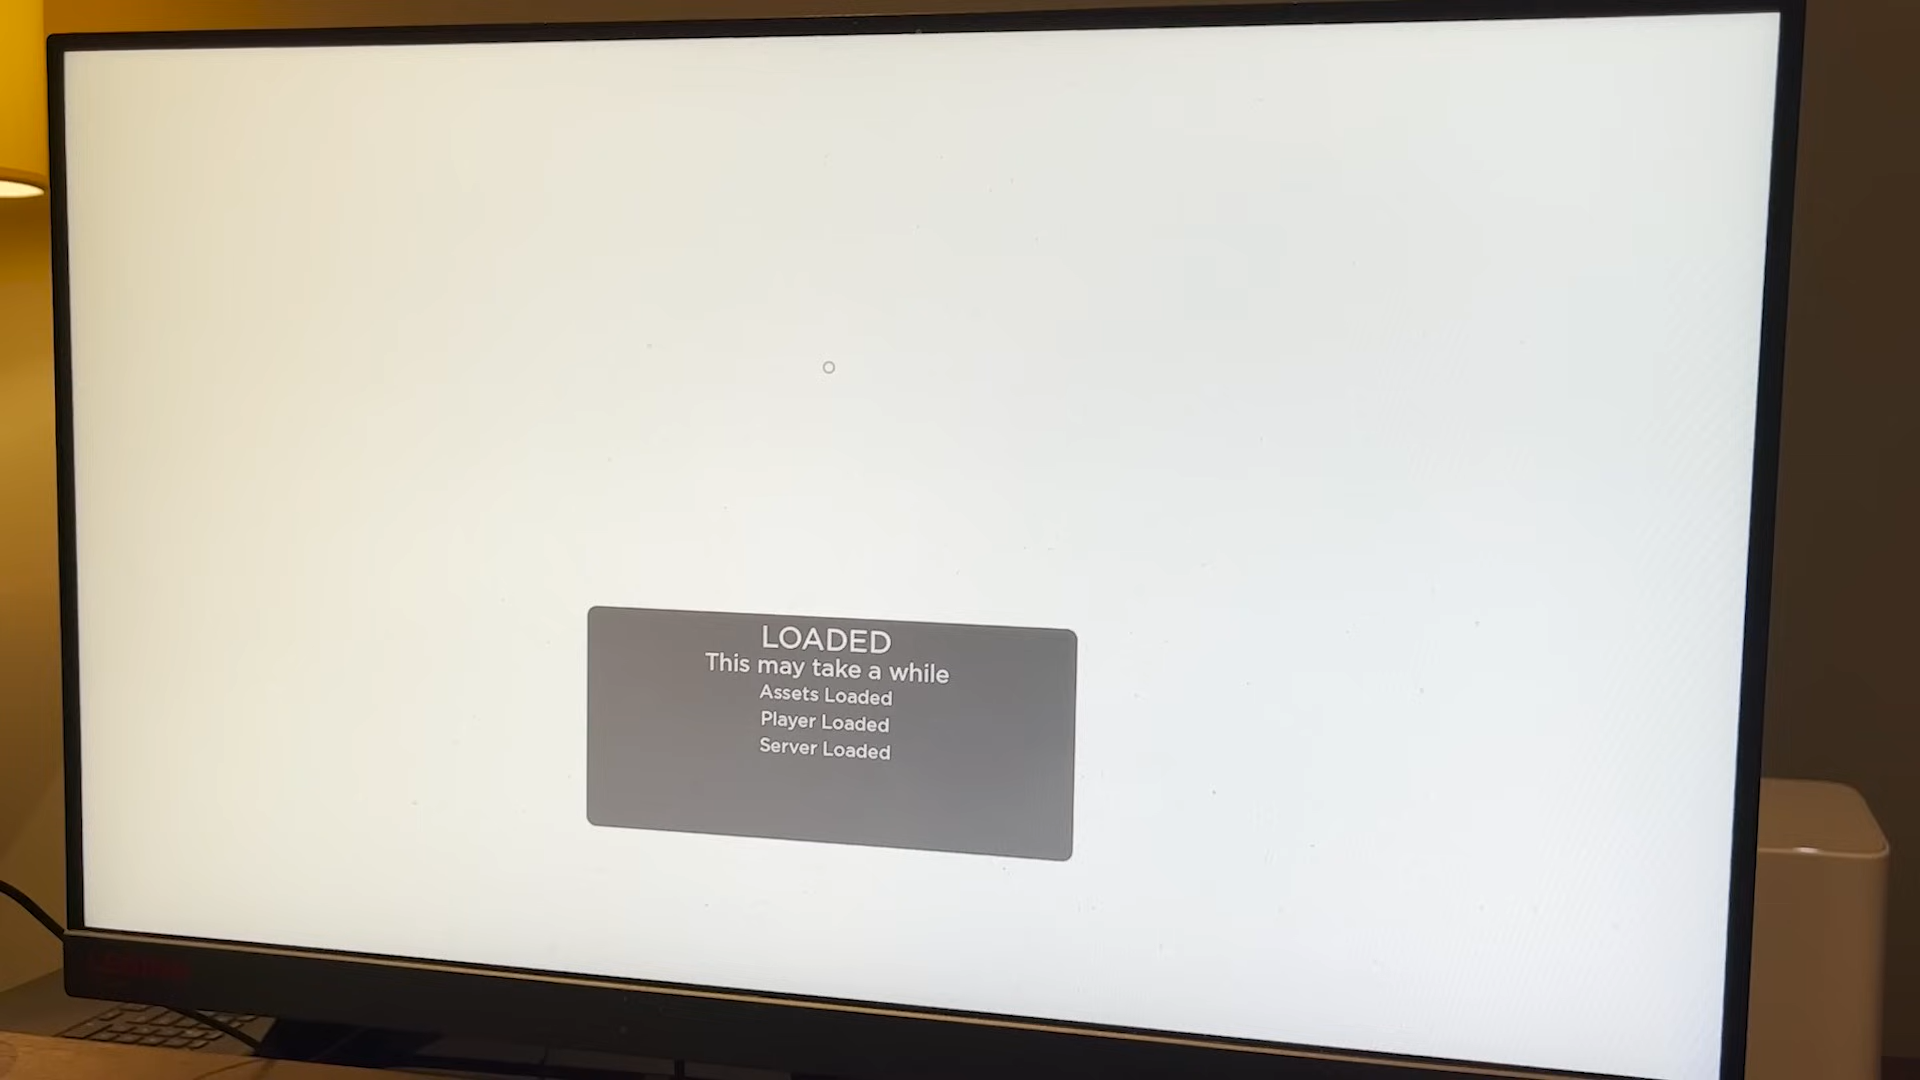 LOADED
This may take a while
Assets Loaded
Player Loaded
Server Loaded